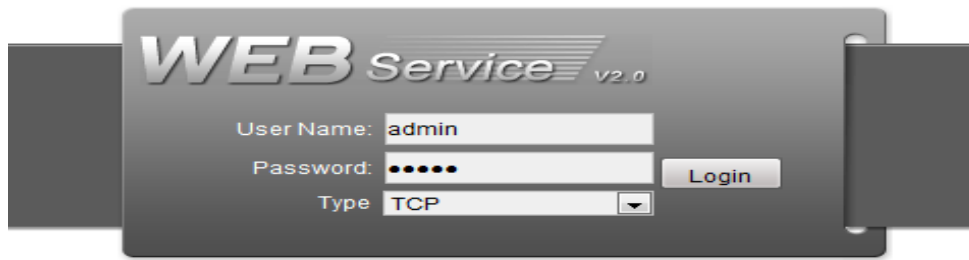 WEB Service V2.0
User Name: admin
Password: •••••
Login
Type TCP